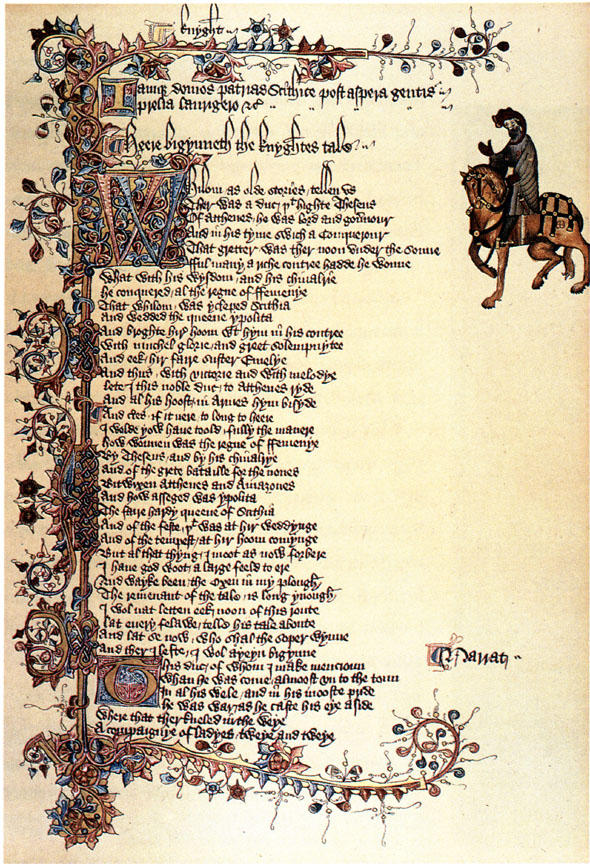 knyght
Iamqz domos patrias Scithice post aspera gentis
prelia laurigero &c
Heere bigynneth the knyghtes tale
Whilom as olde stories tellen vs
Ther was a duc þt highte Theseus
Of Atthenes he was lord and gouernour
And in his tyme swich a Conquerour
That gretter was ther noon vnder the sonne
fful many a riche contree hadde he wonne
What with his wysdom and his chiualrie
he conquered al the regne of ffemenye
That whilom was ycleped Scithia
And wedded the queene ypolita
And broghte hir hoom wt hym in his contree
With muchel glorie and greet solempnytee
And eek hir faire suster Emelye
And thus with victorie and with melodye
lete I this noble duc to Atthenes ryde
And al his hoost in Armes hym bisyde
And certes if it nere to long to heere
I wolde yow haue toold fully the manere
how wonnen was the regne of ffemenye
By Theseus and by his chiualrye
And of the grete bataille for the nones
Bitwixen Atthenes and Amazones
And how asseged was ypolita
The faire hardy queene of Scithia
And of the feste þt was at hir weddynge
And of the tempest at hir hoom comynge
But al that thyng I moot as now forbere
I haue god woot a large feeld to ere
And wayke been the Oxen in my plough
The remenant of the tale is long ynough
I wol nat letten eek noon of this route
lat euery felawe telle his tale aboute
And lat se now who shal the soper wynne
And ther I lefte I wol ayeyn bigynne
Narrat
This duc of whom I make mencioun
Whan he was come almoost vn to the toun
In al his wele and in his mooste pride
he was war as he caste his eye aside
Where that ther kneled in the weye
A compaignye of ladyes tweye and tweye